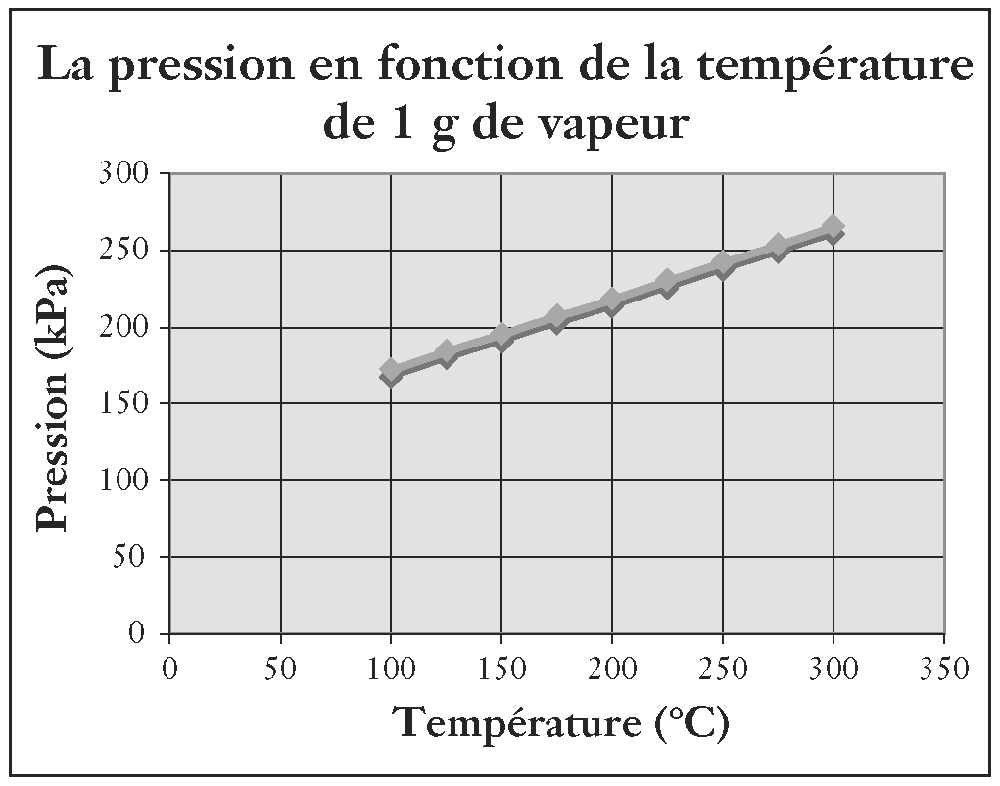 La pression en fonction de la température
de 1 g de vapeur
300
250
200
150
100
50
0
Pression (kPa)
0 50 100 150 200 250 300 350
Température (°C)